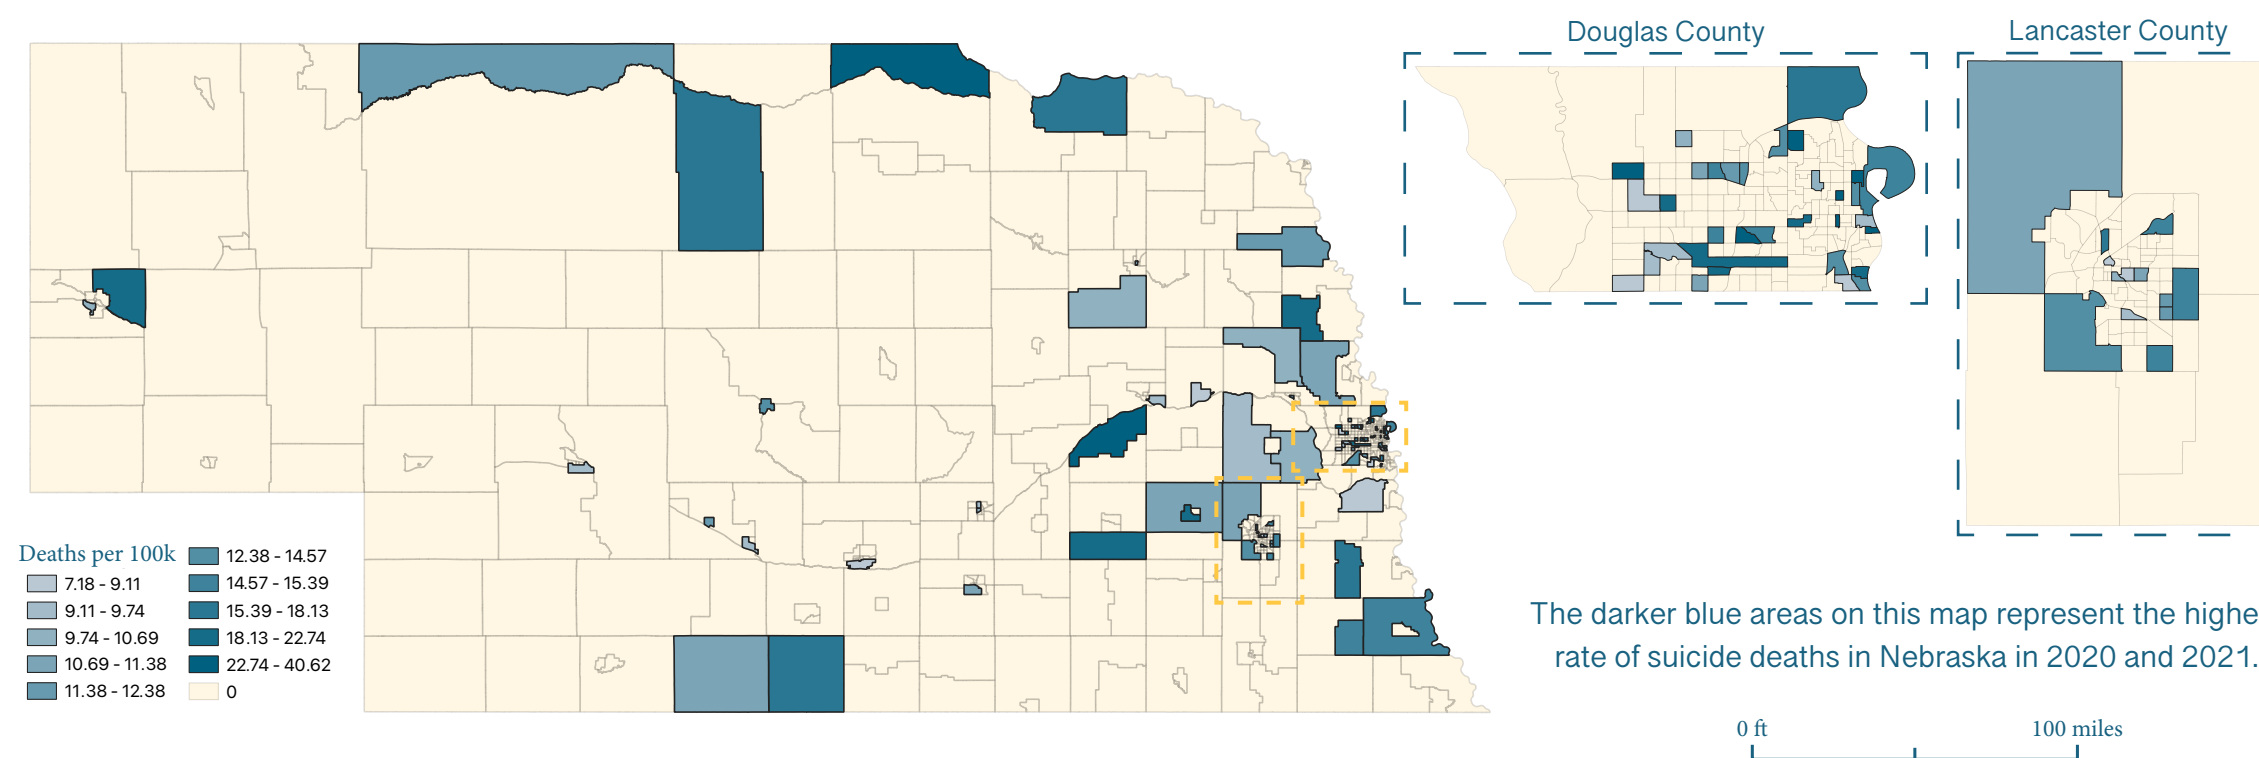 Douglas County
Lancaster County
Deaths per 100k
7.18 - 9.11
9.11 - 9.74
9.74 - 10.69
10.69 - 11.38
11.38 - 12.38
12.38 - 14.57
14.57 - 15.39
15.39 - 18.13
18.13 - 22.74
22.74 - 40.62
0
The darker blue areas on this map represent the highe
rate of suicide deaths in Nebraska in 2020 and 2021.
0 ft
100 miles